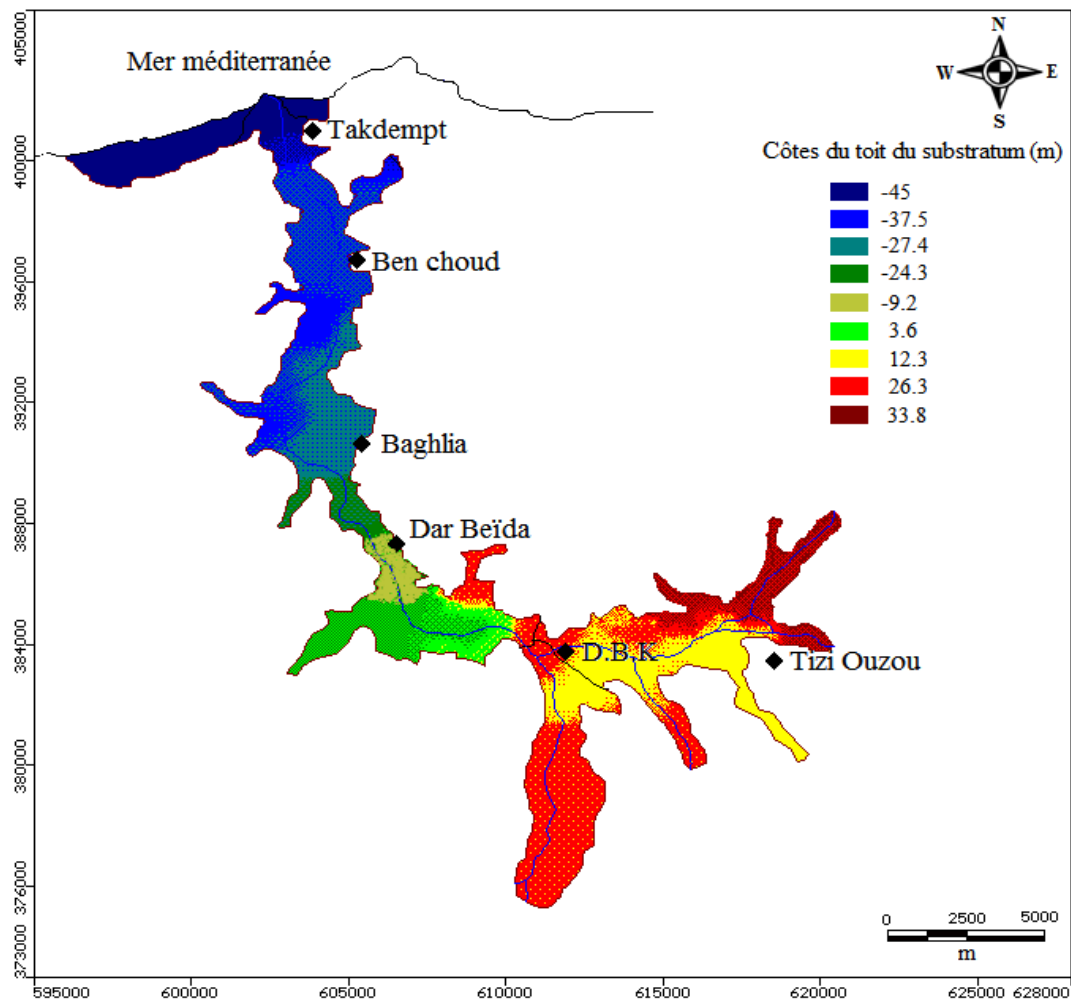 N
W E
S
Mer méditerranée
Takdempt
Côtes du toit du substratum (m)
-45
-37.5
-27.4
-24.3
-9.2
3.6
12.3
26.3
33.8
Ben choud
Baghlia
Dar Beïda
D.B.K
Tizi Ouzou
0 2500 5000
m
405000
400000
396000
392000
388000
384000
380000
376000
373000
595000 600000 605000 610000 615000 620000 625000 628000